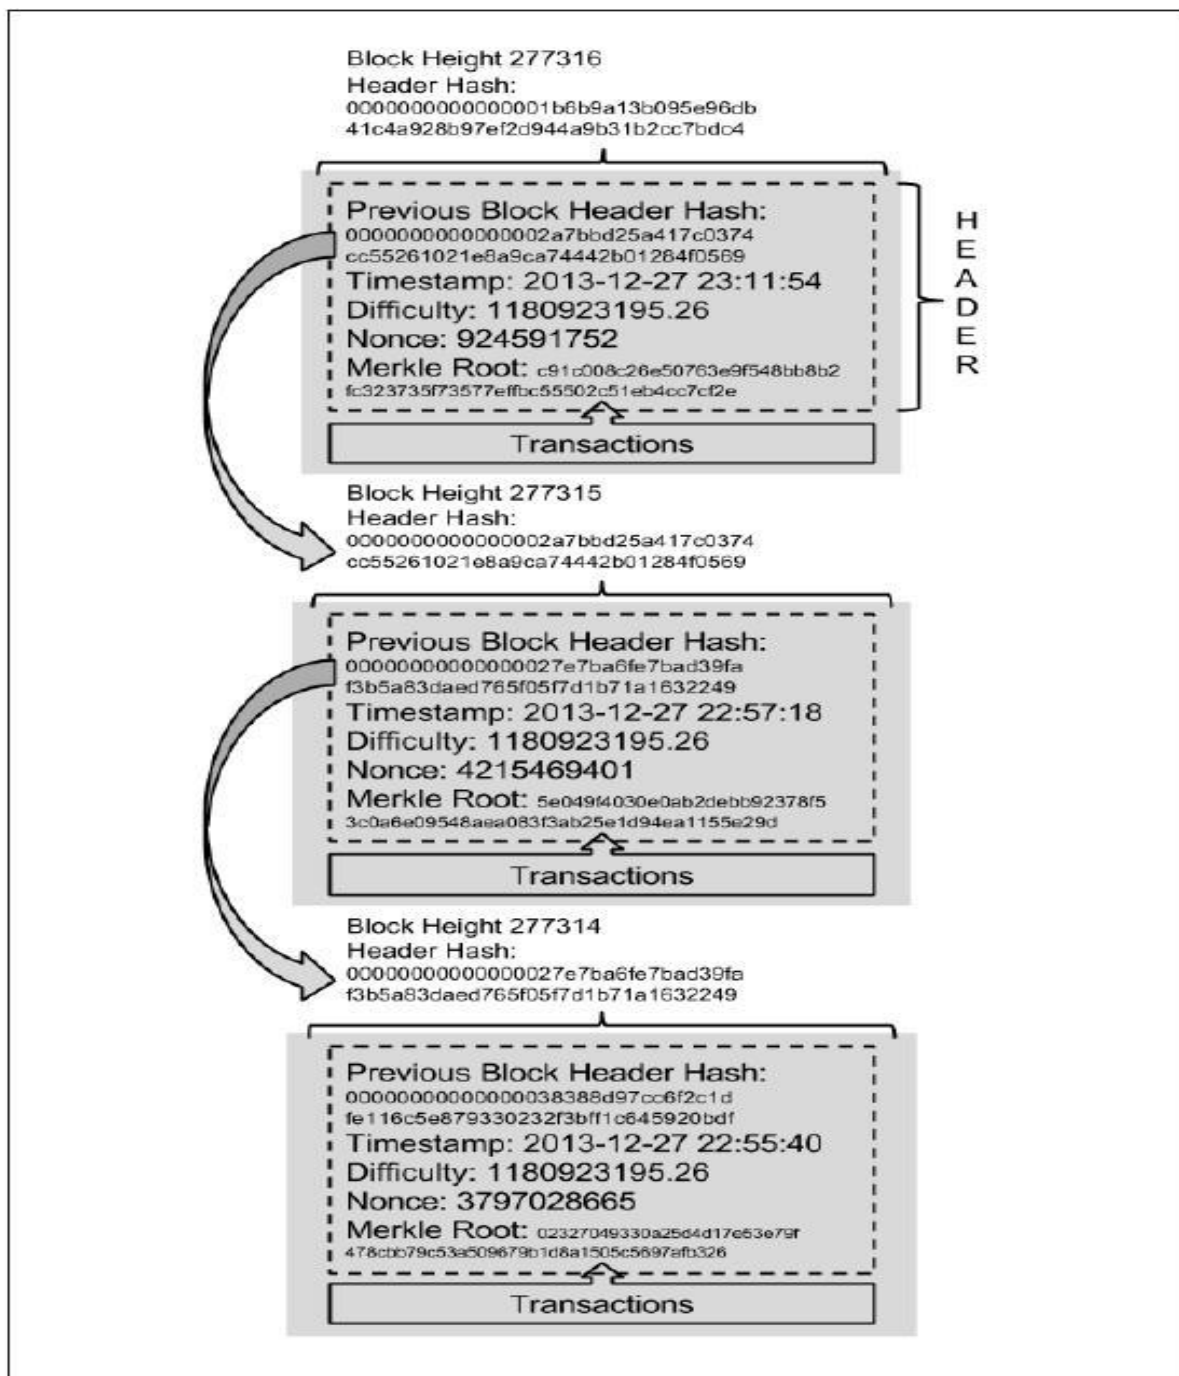 Block Height 277316
Header Hash:
0000000000000001b6b9a13b095e96db
41c4a928b97ef2d944a9b31b2cc7bdc4
Previous Block Header Hash:
0000000000000002a7bbd25a417c0374
cc55261021e8a9ca74442b01284f0569
Timestamp: 2013-12-27 23:11:54
Difficulty: 1180923195.26
Nonce: 924591752
Merkle Root: c91c008c26e50763e9f548bb8b2
fc323735f73577effbc55502c51eb4cc7cf2e
Transactions
HEADER
Block Height 277315
Header Hash:
0000000000000002a7bbd25a417c0374
cc55261021e8a9ca74442b01284f0569
Previous Block Header Hash:
00000000000000027e7ba6fe7bad39fa
f3b5a83daed765f05f7d1b71a1632249
Timestamp: 2013-12-27 22:57:18
Difficulty: 1180923195.26
Nonce: 4215469401
Merkle Root: 5e049f4030e0ab2debb92378f5
3c0a6e09548aea083f3ab25e1d94ea1155e29d
Transactions
Block Height 277314
Header Hash:
00000000000000027e7ba6fe7bad39fa
f3b5a83daed765f05f7d1b71a1632249
Previous Block Header Hash:
00000000000000038388d97cc6f2c1d
fe116c5e879330232f3bff1c645920bdf
Timestamp: 2013-12-27 22:55:40
Difficulty: 1180923195.26
Nonce: 3797028665
Merkle Root: 02327049330a25d4d17e53e79f
478cbb79c53a509679b1d8a1505c5697afb326
Transactions